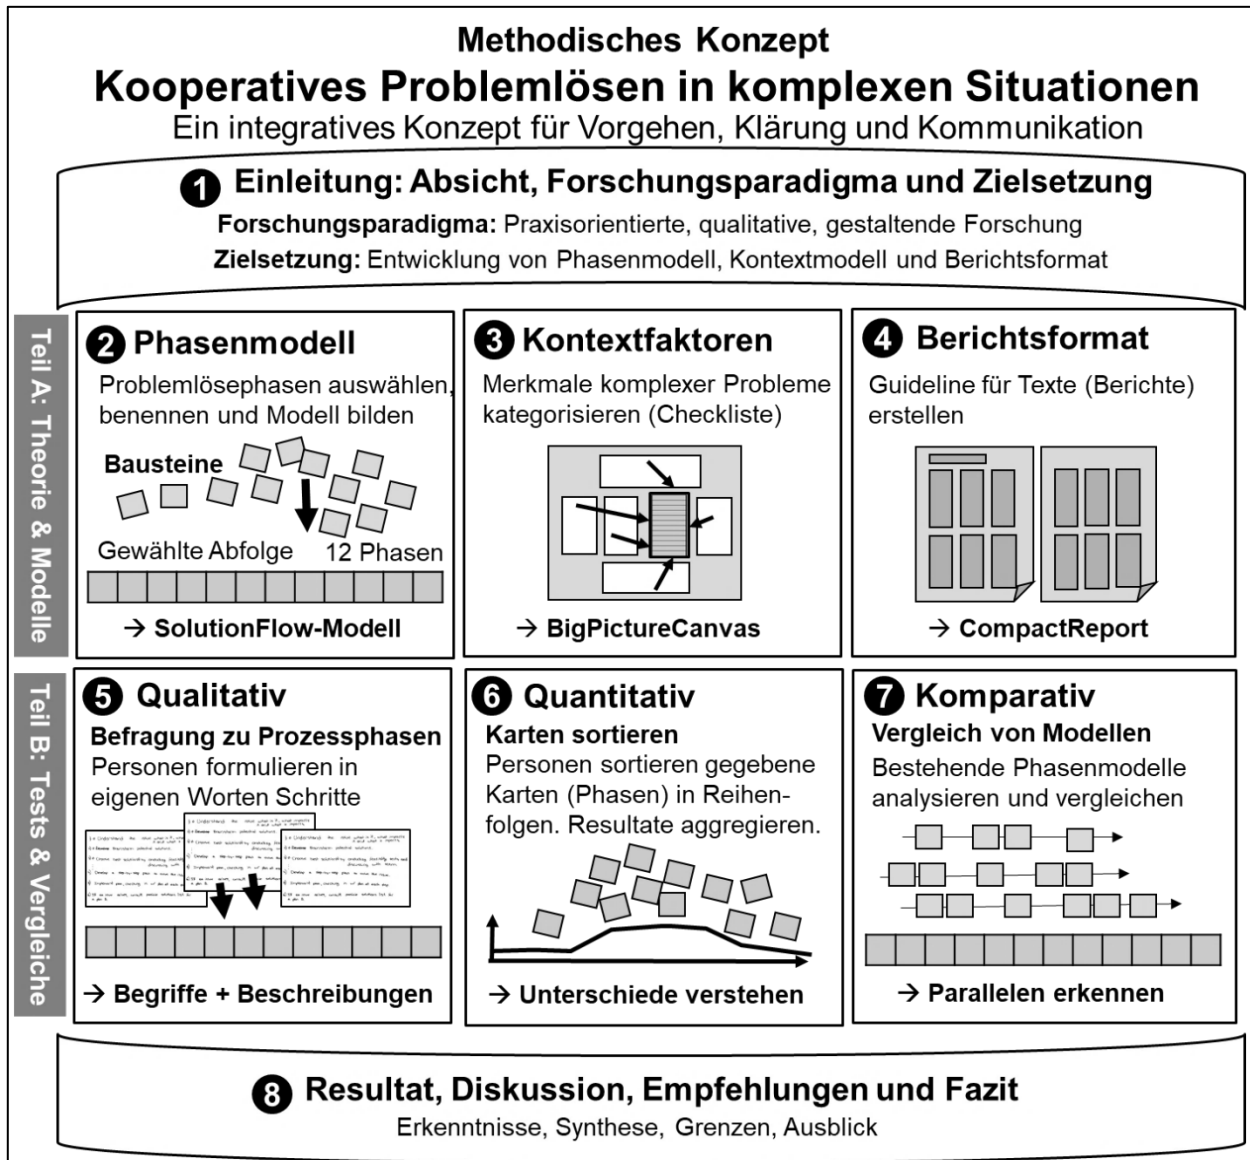 Methodisches Konzept
Kooperatives Problemlösen in komplexen Situationen
Ein integratives Konzept für Vorgehen, Klärung und Kommunikation
1 Einleitung: Absicht, Forschungsparadigma und Zielsetzung
Forschungsparadigma: Praxisorientierte, qualitative, gestaltende Forschung
Zielsetzung: Entwicklung von Phasenmodell, Kontextmodell und Berichtsformat
Teil A: Theorie & Modelle
2 Phasenmodell
Problemlösephasen auswählen,
benennen und Modell bilden
Bausteine
Gewählte Abfolge 12 Phasen
→ SolutionFlow-Modell
3 Kontextfaktoren
Merkmale komplexer Probleme
kategorisieren (Checkliste)
→ BigPictureCanvas
4 Berichtsformat
Guideline für Texte (Berichte)
erstellen
→ CompactReport
Teil B: Tests & Vergleiche
5 Qualitativ
Befragung zu Prozessphasen
Personen formulieren in
eigenen Worten Schritte
→ Begriffe + Beschreibungen
6 Quantitativ
Karten sortieren
Personen sortieren gegebene
Karten (Phasen) in Reihen-
folgen. Resultate aggregieren.
→ Unterschiede verstehen
7 Komparativ
Vergleich von Modellen
Bestehende Phasenmodelle
analysieren und vergleichen
→ Parallelen erkennen
8 Resultat, Diskussion, Empfehlungen und Fazit
Erkenntnisse, Synthese, Grenzen, Ausblick